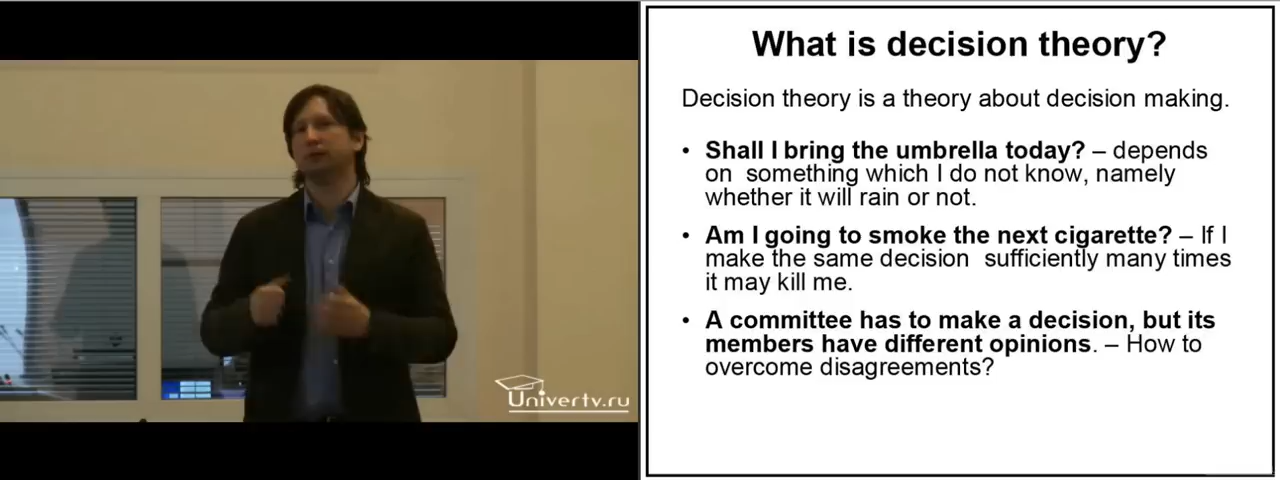 What is decision theory?
Decision theory is a theory about decision making.
• Shall I bring the umbrella today? – depends
on something which I do not know, namely
whether it will rain or not.
• Am I going to smoke the next cigarette? – If I
make the same decision sufficiently many times
it may kill me.
• A committee has to make a decision, but its
members have different opinions. – How to
overcome disagreements?
Univertv.ru